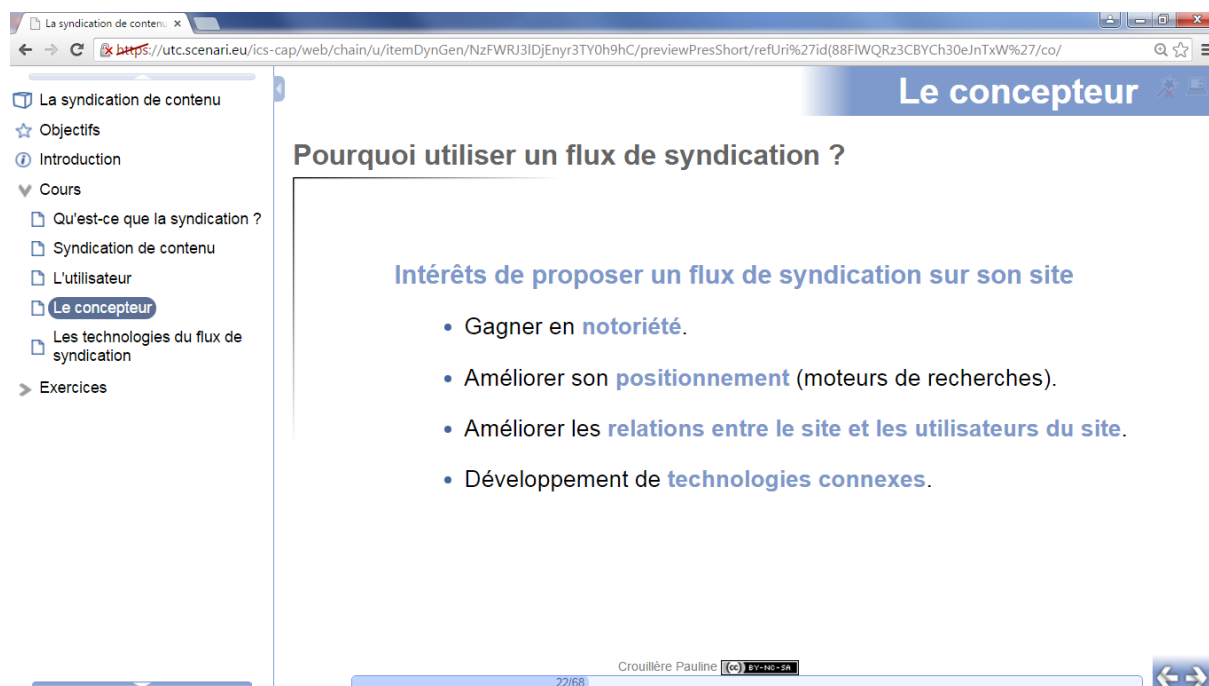 La syndication de conten
https://utc.scenari.eu/ics-cap/web/chain/u/itemDynGen/NzFWRJ3lDjEnyr3TY0h9hC/previewPresShort/refUri%27id(88FlWQRz3CBYCh30eJnTxW%27/co/
La syndication de contenu
Objectifs
Introduction
Cours
Qu'est-ce que la syndication ?
Syndication de contenu
L'utilisateur
Le concepteur
Les technologies du flux de
syndication
Exercices
Le concepteur
Pourquoi utiliser un flux de syndication ?
Intérêts de proposer un flux de syndication sur son site
• Gagner en notoriété.
• Améliorer son positionnement (moteurs de recherches).
• Améliorer les relations entre le site et les utilisateurs du site.
• Développement de technologies connexes.
Crouillère Pauline (cc) BY-NC-SA
22/68